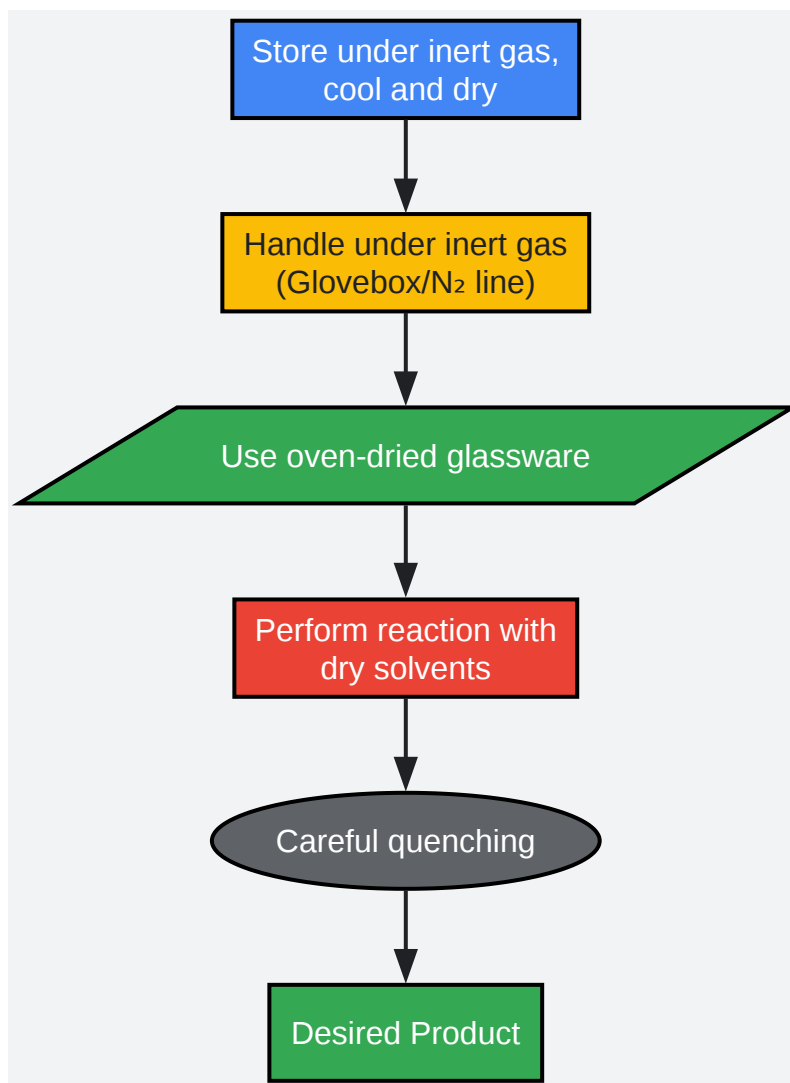 Store under inert gas,
cool and dry
Handle under inert gas
(Glovebox/N₂ line)
Use oven-dried glassware
Perform reaction with
dry solvents
Careful quenching
Desired Product